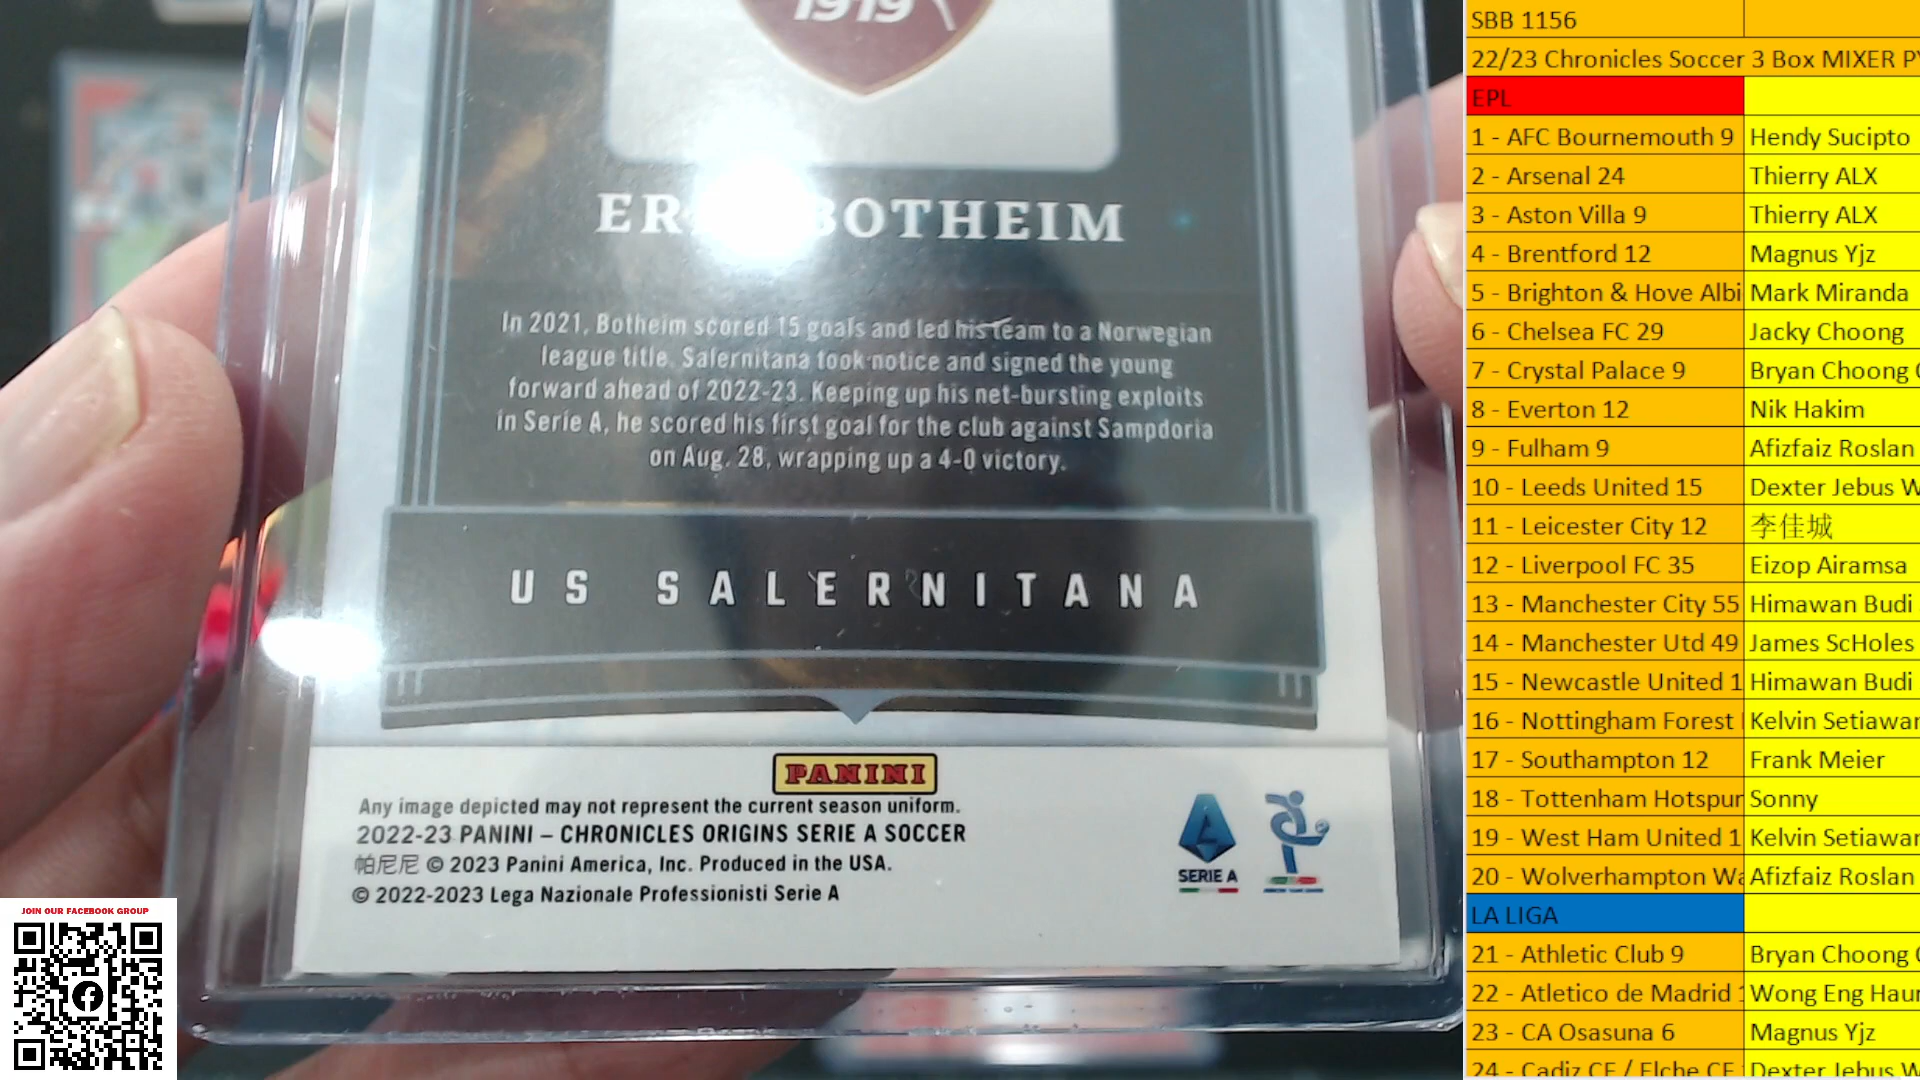 1919
BOTHEIM
In 2021, Botheim scored 15 goals and led his team to a Norwegian
league title. Salernitana took notice and signed the young
forward ahead of 2022-23. Keeping up his net-bursting exploits
in Serie A, he scored his first goal for the club against Sampdoria
on Aug. 28, wrapping up a 4-0 victory.
US SALERNITANA
PANINI
Any image depicted may not represent the current season uniform.
2022-23 PANINI – CHRONICLES ORIGINS SERIE A SOCCER
帕尼尼 © 2023 Panini America, Inc. Produced in the USA.
© 2022-2023 Lega Nazionale Professionisti Serie A
SERIE A
JOIN OUR FACEBOOK GROUP
SBB 1156
22/23 Chronicles Soccer 3 Box MIXER
EPL
1 - AFC Bournemouth 9 Hendy Sucipto
2 - Arsenal 24 Thierry ALX
3 - Aston Villa 9 Thierry ALX
4 - Brentford 12 Magnus Yjz
5 - Brighton & Hove Albi Mark Miranda
6 - Chelsea FC 29 Jacky Choong
7 - Crystal Palace 9 Bryan Choong
8 - Everton 12 Nik Hakim
9 - Fulham 9 Afizfaiz Roslan
10 - Leeds United 15 Dexter Jebus W
11 - Leicester City 12 李佳城
12 - Liverpool FC 35 Eizop Airamsa
13 - Manchester City 55 Himawan Budi
14 - Manchester Utd 49 James ScHoles
15 - Newcastle United 1 Himawan Budi
16 - Nottingham Forest Kelvin Setiawan
17 - Southampton 12 Frank Meier
18 - Tottenham Hotspur Sonny
19 - West Ham United 1 Kelvin Setiawan
20 - Wolverhampton Wa Afizfaiz Roslan
LA LIGA
21 - Athletic Club 9 Bryan Choong
22 - Atletico de Madrid Wong Eng Hau
23 - CA Osasuna 6 Magnus Yjz
24 - Cadiz CF / Elche CF Dexter Jebus W